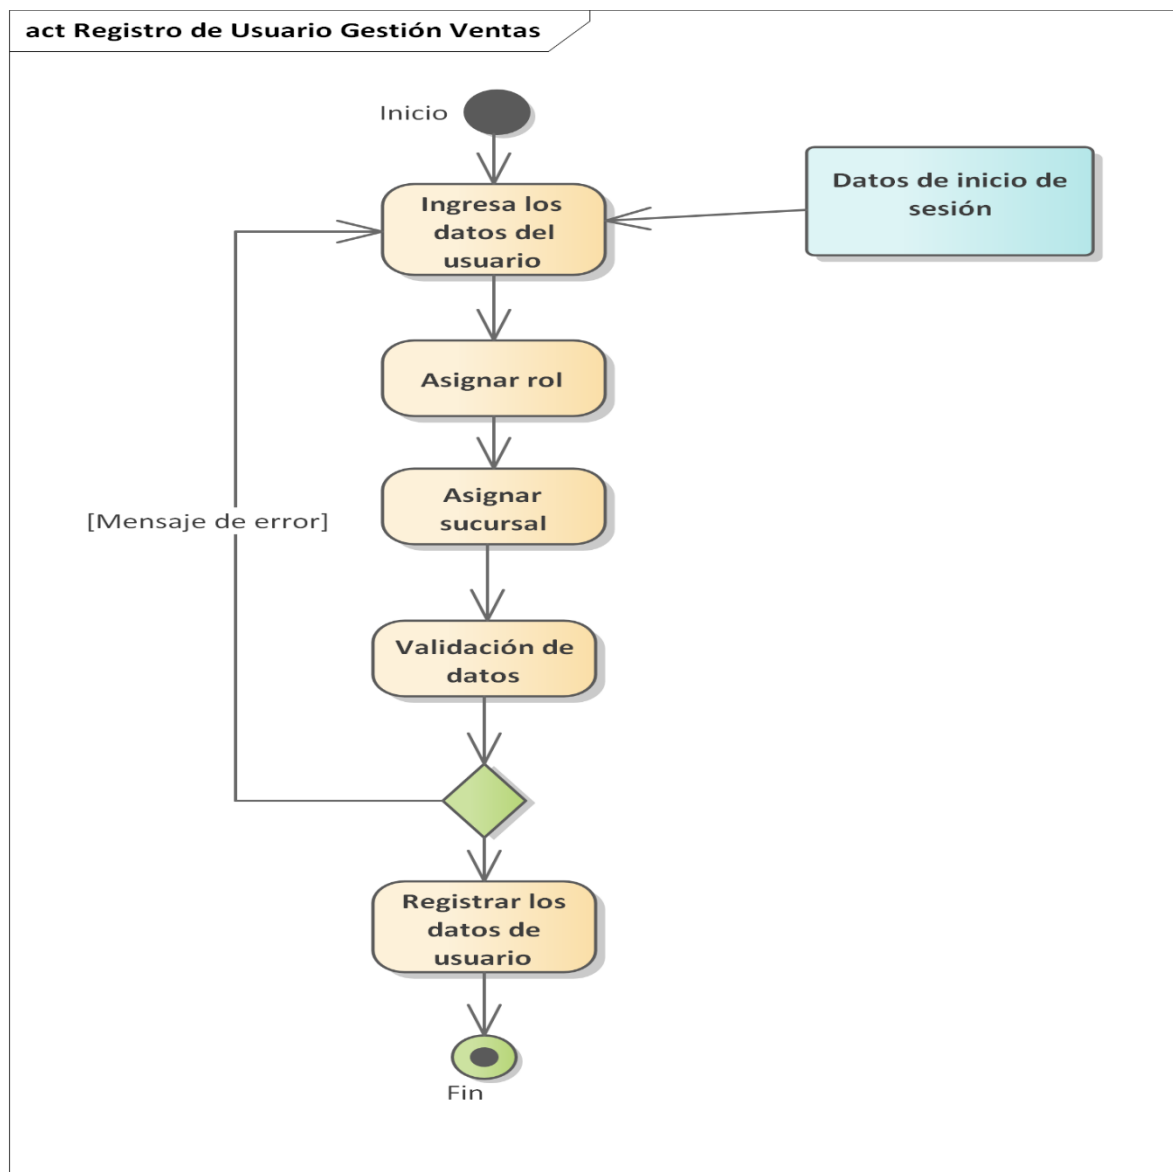 act Registro de Usuario Gestión Ventas
Inicio
Ingresa los
datos del
usuario
Datos de inicio de
sesión
Asignar rol
Asignar
sucursal
[Mensaje de error]
Validación de
datos
Registrar los
datos de
usuario
Fin